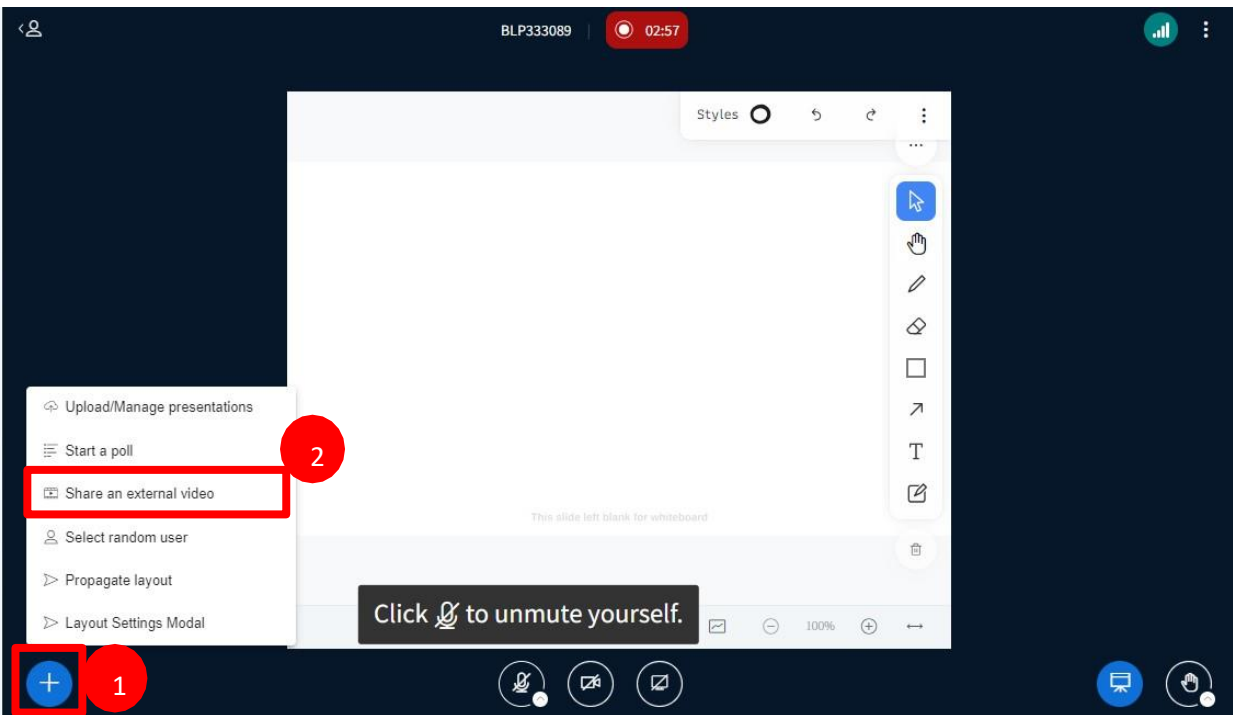 BLP333089 02:57
Styles
Upload/Manage presentations
Start a poll
2
Share an external video
This slide left blank for whiteboard
Select random user
Propagate layout
Layout Settings Modal
Click to unmute yourself.
100%
1